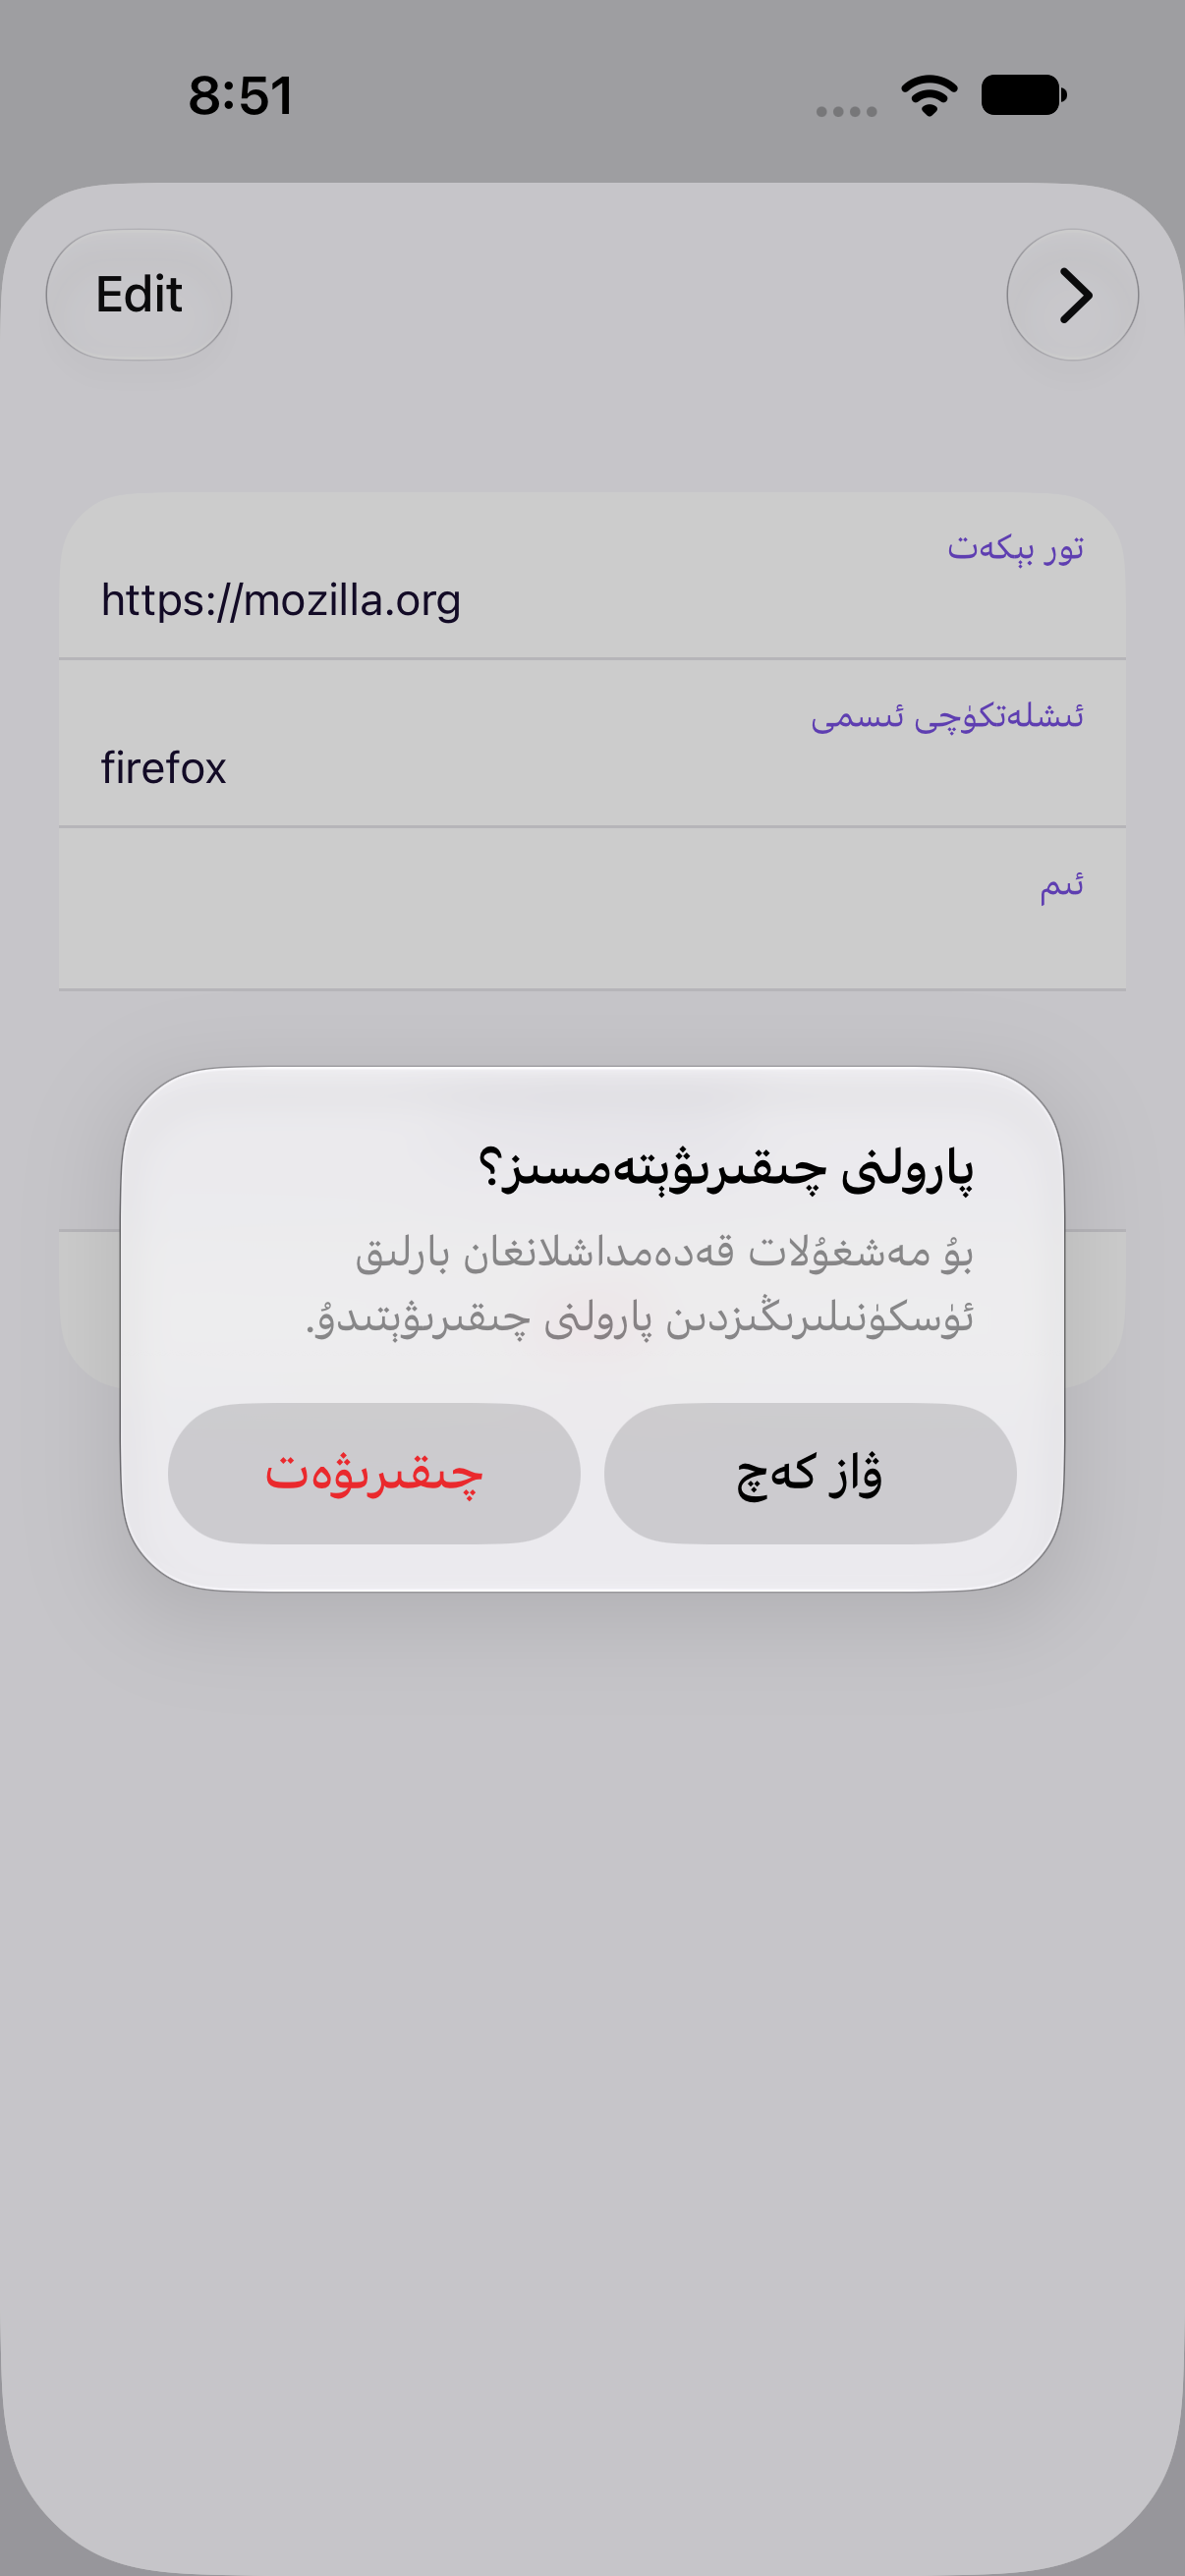 8:51
Edit
تور بېكەت
https://mozilla.org
ئىشلەتكۈچى ئىسمى
firefox
ئىم
پارولنى چىقىرىۋېتەمسىز؟
بۇ مەشغۇلات قەدەمداشلانغان بارلىق
ئۈسكۈنىلىرىڭىزدىن پارولنى چىقىرىۋېتىدۇ.
ۋاز كەچ
چىقىرىۋەت